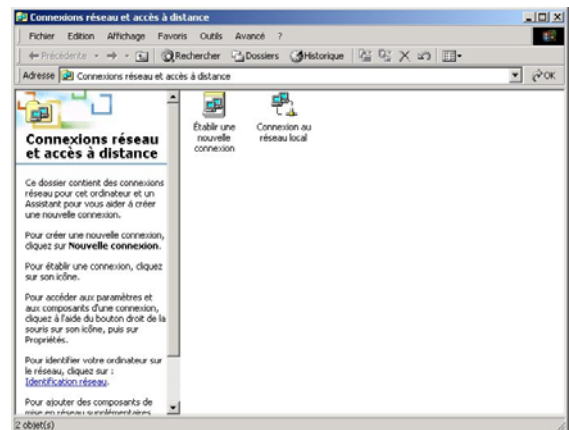 Connexions réseau et accès à distance
Fichier Edition Affichage Favoris Outils Avancé ?
Précédente Rechercher Dossiers Historique
Adresse Connexions réseau et accès à distance OK
Connexions réseau
et accès à distance
Ce dossier contient des connexions
réseau pour cet ordinateur et un
Assistant pour vous aider à créer
une nouvelle connexion.
Pour créer une nouvelle connexion,
cliquez sur Nouvelle connexion.
Pour établir une connexion, cliquez
sur son icône.
Pour accéder aux paramètres et
aux composants d'une connexion,
cliquez à l'aide du bouton droit de la
souris sur son icône, puis sur
Propriétés.
Pour identifier votre ordinateur sur
le réseau, cliquez sur :
Identification réseau.
Pour ajouter des composants de
mise en réseau supplémentaires
Établir une
nouvelle
connexion
Connexion au
réseau local
2 objet(s)